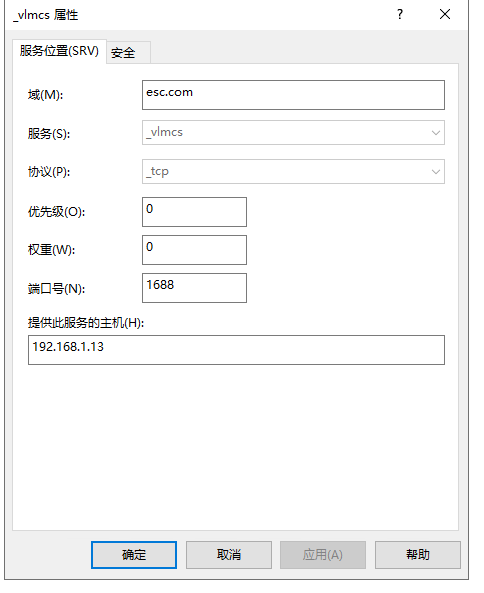 _vlmcs 属性
?
服务位置(SRV) 安全
域(M): esc.com
服务(S): _vlmcs
协议(P): _tcp
优先级(O): 0
权重(W): 0
端口号(N): 1688
提供此服务的主机(H):
192.168.1.13
确定 取消 应用(A) 帮助